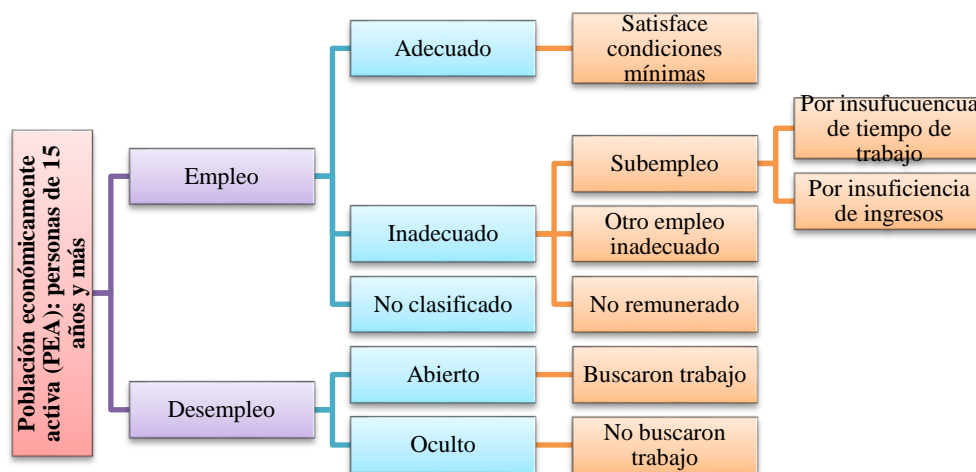 Población económicamente
activa (PEA): personas de 15
años y más
Empleo
Desempleo
Adecuado
Inadecuado
No clasificado
Abierto
Oculto
Satisface
condiciones
mínimas
Subempleo
Otro empleo
inadecuado
No remunerado
Buscaron trabajo
No buscaron
trabajo
Por insufucuencua
de tiempo de
trabajo
Por insuficiencia
de ingresos